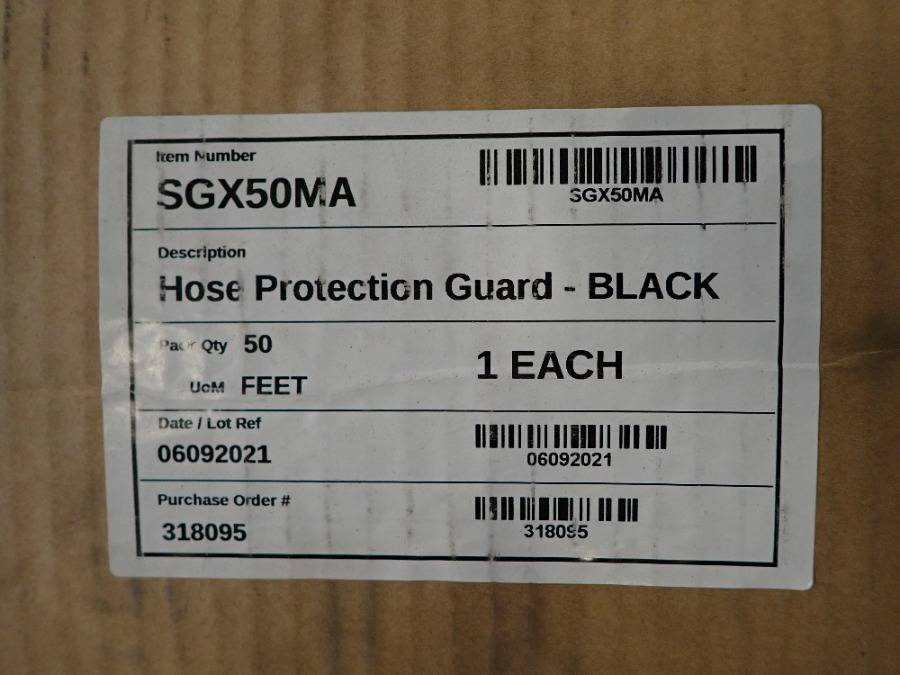 Item Number
SGX50MA
SGX50MA
Description
Hose Protection Guard - BLACK
Pack Qty 50
1 EACH
UoM FEET
Date / Lot Ref
06092021
06092021
Purchase Order #
318095
318095